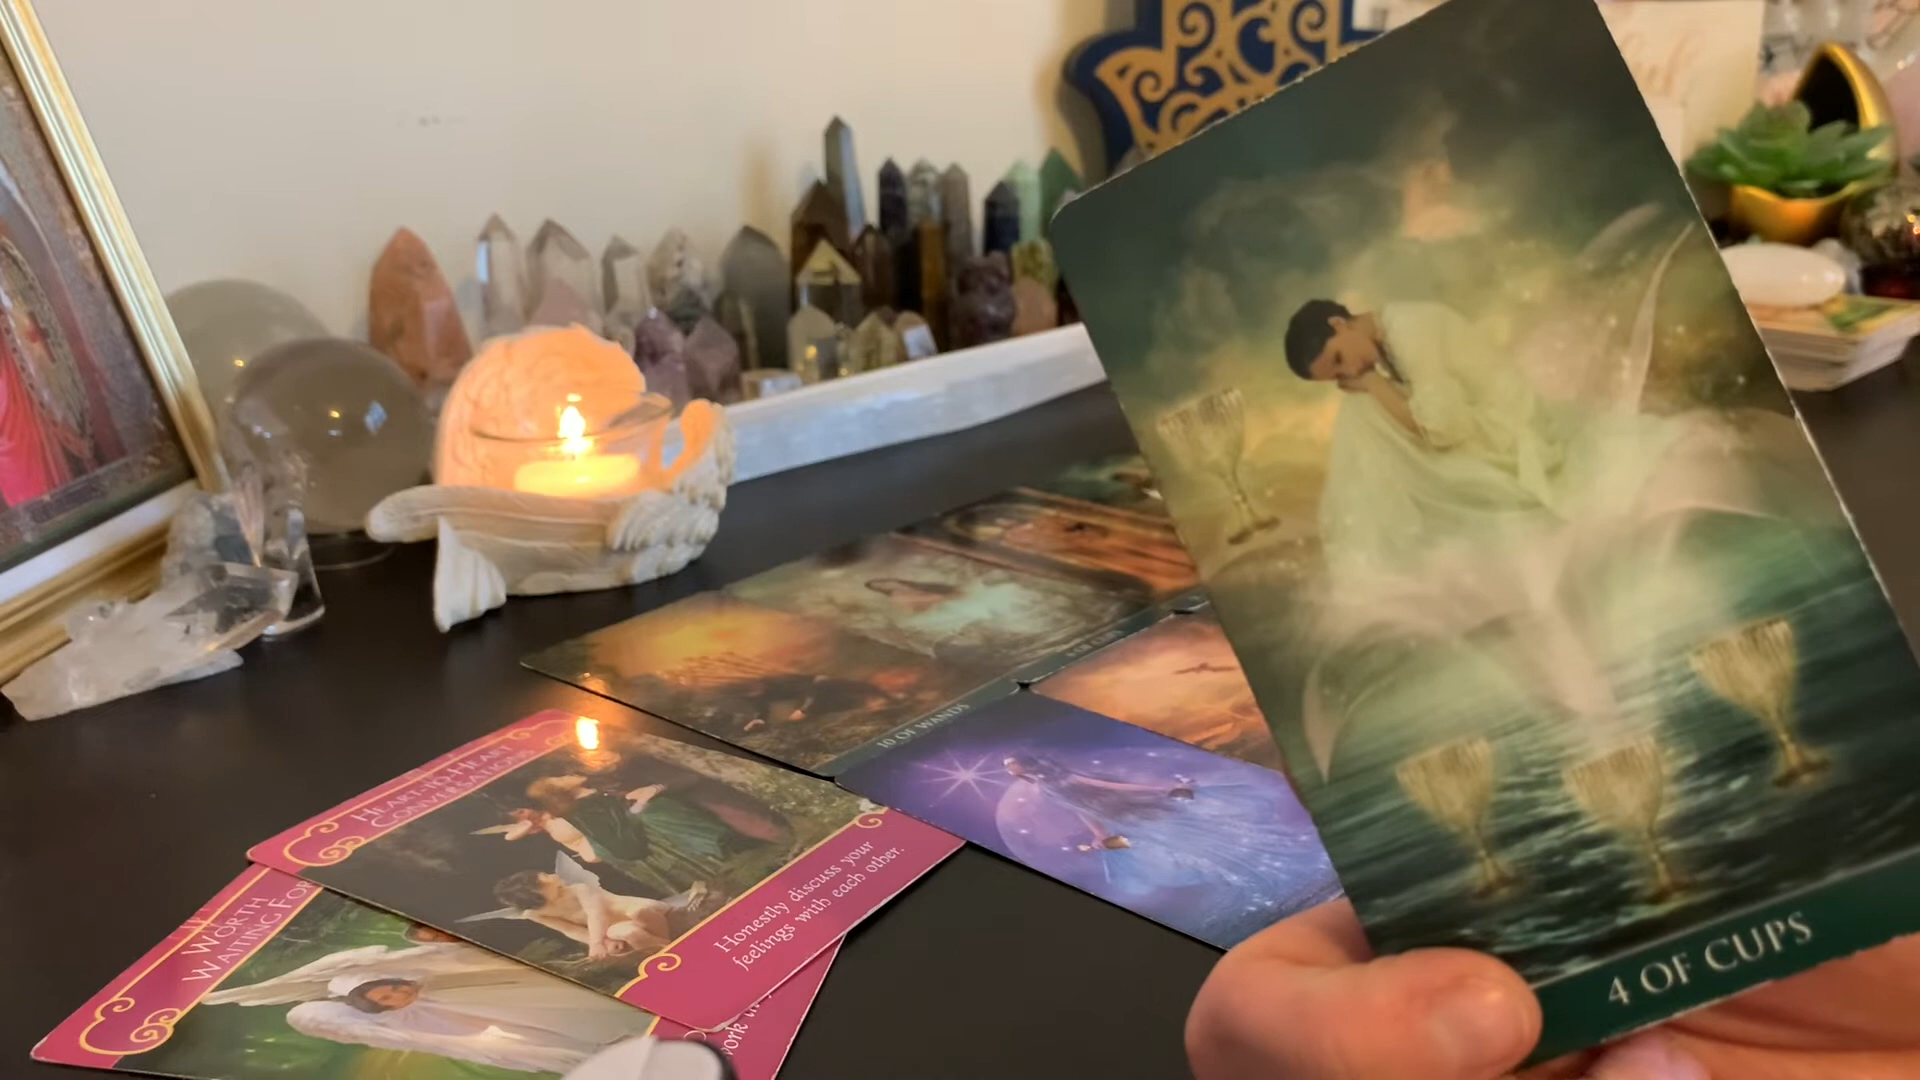 10 OF WANDS
HEART-TO-HEART
CONVERSATIONS
Honestly discuss your
feelings with each other.
WORTH
WAITING FOR
4 OF CUPS